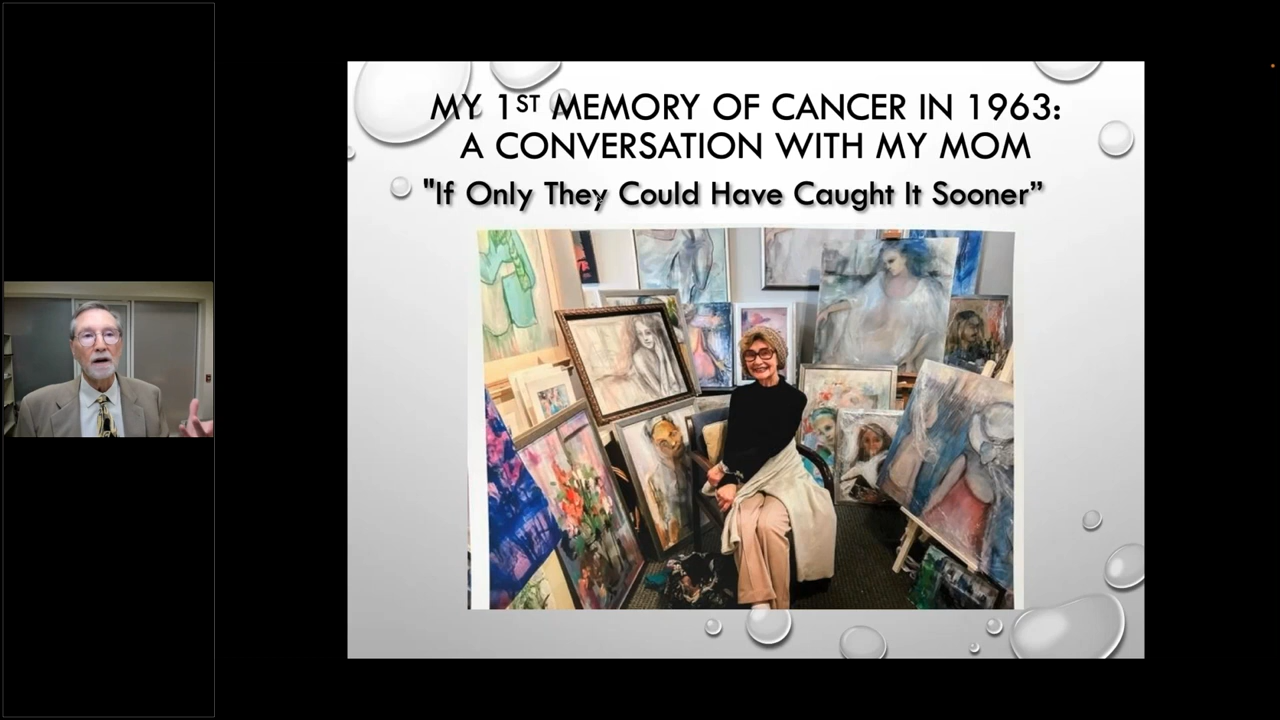 MY 1ST MEMORY OF CANCER IN 1963:
A CONVERSATION WITH MY MOM
"If Only They Could Have Caught It Sooner”